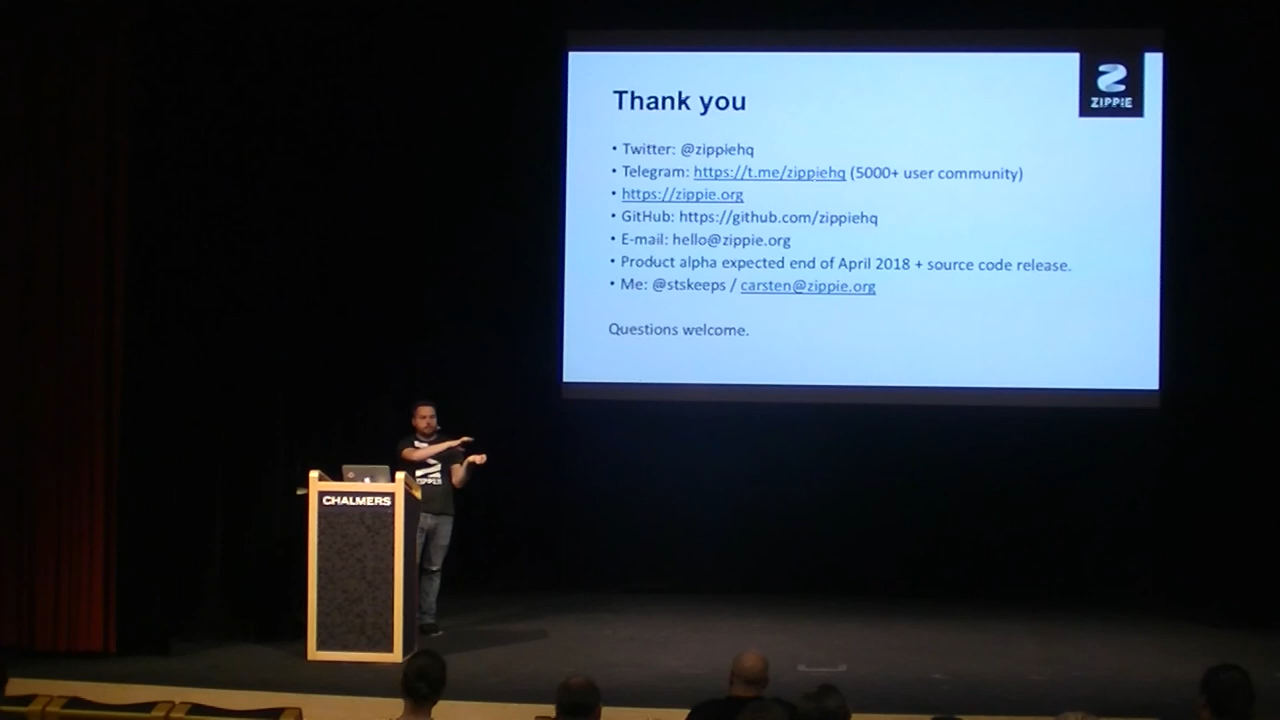 ZIPPIE
Thank you
• Twitter: @zippiehq
• Telegram: https://t.me/zippiehq (5000+ user community)
• https://zippie.org
• GitHub: https://github.com/zippiehq
• E-mail: hello@zippie.org
• Product alpha expected end of April 2018 + source code release.
• Me: @stskeeps / carsten@zippie.org
Questions welcome.
ZIPPIE
CHALMERS